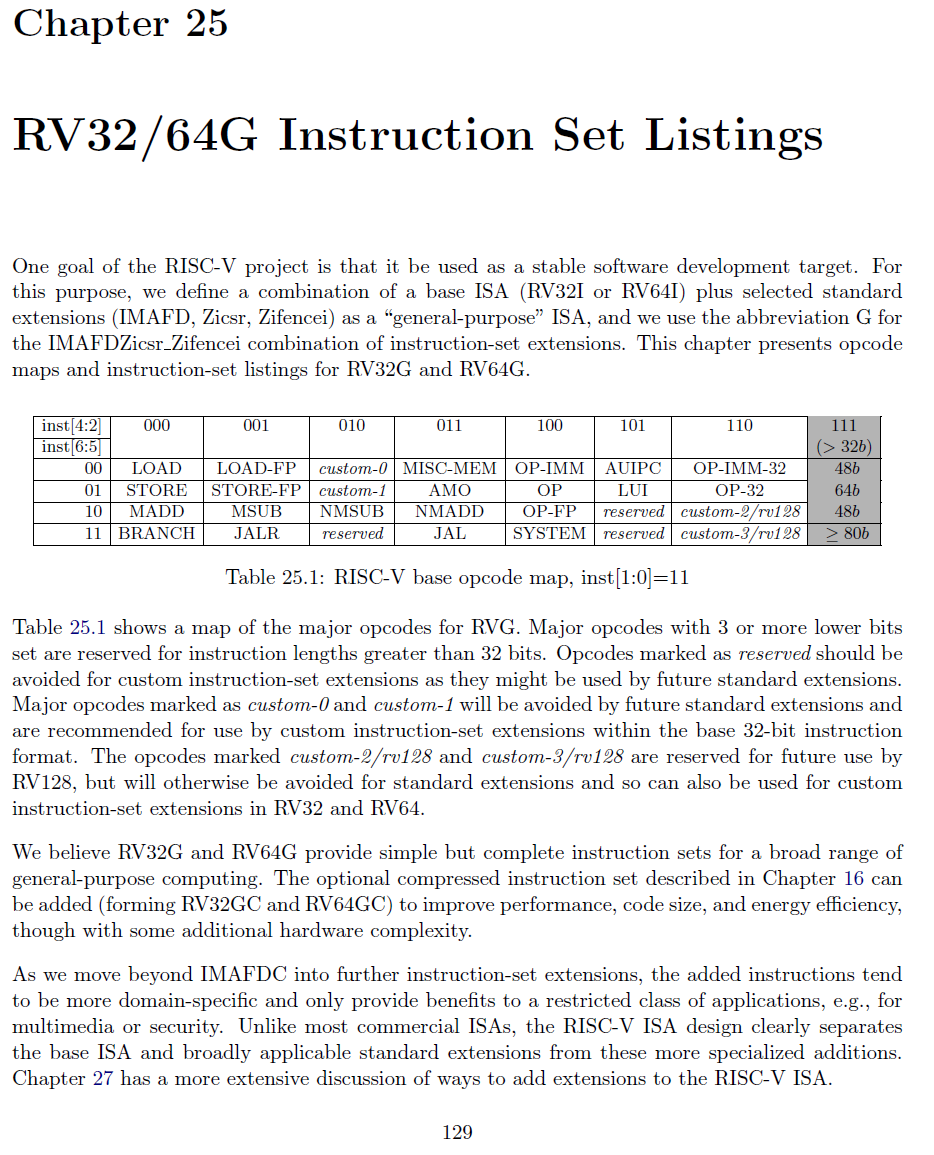 Chapter 25
RV32/64G Instruction Set Listings
One goal of the RISC-V project is that it be used as a stable software development target. For
this purpose, we define a combination of a base ISA (RV32I or RV64I) plus selected standard
extensions (IMAFD, Zicsr, Zifencei) as a “general-purpose” ISA, and we use the abbreviation G for
the IMAFDZicsr_Zifencei combination of instruction-set extensions. This chapter presents opcode
maps and instruction-set listings for RV32G and RV64G.
inst[4:2] 000 001 010 011 100 101 110 111
inst[6:5] (> 32b)
00 LOAD LOAD-FP custom-0 MISC-MEM OP-IMM AUIPC OP-IMM-32 48b
01 STORE STORE-FP custom-1 AMO OP LUI OP-32 64b
10 MADD MSUB NMSUB NMADD OP-FP reserved custom-2/rv128 48b
11 BRANCH JALR reserved JAL SYSTEM reserved custom-3/rv128 ≥ 80b
Table 25.1: RISC-V base opcode map, inst[1:0]=11
Table 25.1 shows a map of the major opcodes for RVG. Major opcodes with 3 or more lower bits
set are reserved for instruction lengths greater than 32 bits. Opcodes marked as reserved should be
avoided for custom instruction-set extensions as they might be used by future standard extensions.
Major opcodes marked as custom-0 and custom-1 will be avoided by future standard extensions and
are recommended for use by custom instruction-set extensions within the base 32-bit instruction
format. The opcodes marked custom-2/rv128 and custom-3/rv128 are reserved for future use by
RV128, but will otherwise be avoided for standard extensions and so can also be used for custom
instruction-set extensions in RV32 and RV64.
We believe RV32G and RV64G provide simple but complete instruction sets for a broad range of
general-purpose computing. The optional compressed instruction set described in Chapter 16 can
be added (forming RV32GC and RV64GC) to improve performance, code size, and energy efficiency,
though with some additional hardware complexity.
As we move beyond IMAFDC into further instruction-set extensions, the added instructions tend
to be more domain-specific and only provide benefits to a restricted class of applications, e.g., for
multimedia or security. Unlike most commercial ISAs, the RISC-V ISA design clearly separates
the base ISA and broadly applicable standard extensions from these more specialized additions.
Chapter 27 has a more extensive discussion of ways to add extensions to the RISC-V ISA.
129